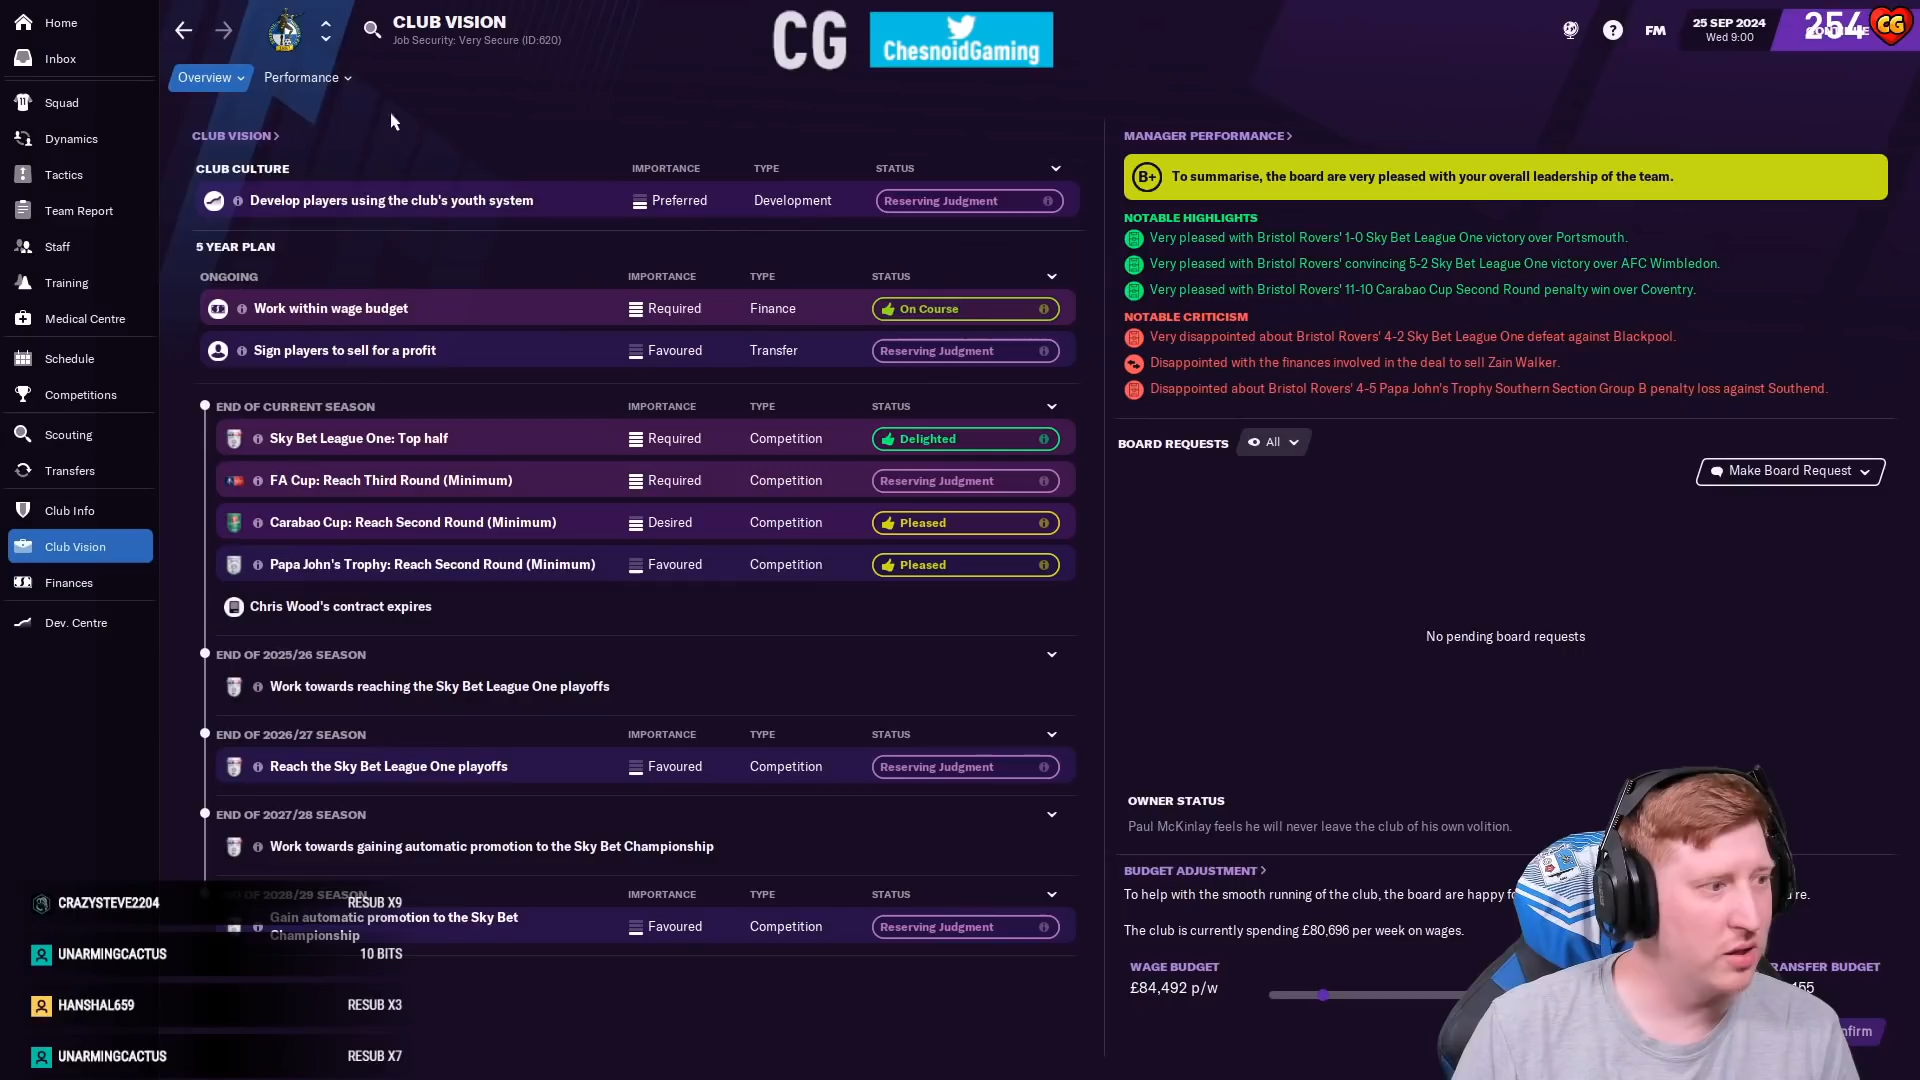 Home
Inbox
Squad
Dynamics
Tactics
Team Report
Staff
Training
Medical Centre
Schedule
Competitions
Scouting
Transfers
Club Info
Club Vision
Finances
Dev. Centre
CLUB VISION
Job Security: Very Secure (ID:620)
CG
ChesnoidGaming
FM
25 SEP 2024
Wed 9:00
254
CG
Overview
Performance
CLUB VISION
CLUB CULTURE IMPORTANCE TYPE STATUS
Develop players using the club's youth system Preferred Development Reserving Judgment
5 YEAR PLAN
ONGOING IMPORTANCE TYPE STATUS
Work within wage budget Required Finance On Course
Sign players to sell for a profit Favoured Transfer Reserving Judgment
END OF CURRENT SEASON IMPORTANCE TYPE STATUS
Sky Bet League One: Top half Required Competition Delighted
FA Cup: Reach Third Round (Minimum) Required Competition Reserving Judgment
Carabao Cup: Reach Second Round (Minimum) Desired Competition Pleased
Papa John's Trophy: Reach Second Round (Minimum) Favoured Competition Pleased
Chris Wood's contract expires
END OF 2025/26 SEASON
Work towards reaching the Sky Bet League One playoffs
END OF 2026/27 SEASON IMPORTANCE TYPE STATUS
Reach the Sky Bet League One playoffs Favoured Competition Reserving Judgment
END OF 2027/28 SEASON
Work towards gaining automatic promotion to the Sky Bet Championship
END OF 2028/29 SEASON IMPORTANCE TYPE STATUS
Gain automatic promotion to the Sky Bet
Championship Favoured Competition Reserving Judgment
CRAZYSTEVE2204 RESUB X9
UNARMINGCACTUS 10 BITS
HANSHAL659 RESUB X3
UNARMINGCACTUS RESUB X7
MANAGER PERFORMANCE
B+ To summarise, the board are very pleased with your overall leadership of the team.
NOTABLE HIGHLIGHTS
Very pleased with Bristol Rovers' 1-0 Sky Bet League One victory over Portsmouth.
Very pleased with Bristol Rovers' convincing 5-2 Sky Bet League One victory over AFC Wimbledon.
Very pleased with Bristol Rovers' 11-10 Carabao Cup Second Round penalty win over Coventry.
NOTABLE CRITICISM
Very disappointed about Bristol Rovers' 4-2 Sky Bet League One defeat against Blackpool.
Disappointed with the finances involved in the deal to sell Zain Walker.
Disappointed about Bristol Rovers' 4-5 Papa John's Trophy Southern Section Group B penalty loss against Southend.
BOARD REQUESTS All
Make Board Request
No pending board requests
OWNER STATUS
Paul McKinlay feels he will never leave the club of his own volition.
BUDGET ADJUSTMENT
To help with the smooth running of the club, the board are happy
The club is currently spending £80,696 per week on wages.
WAGE BUDGET
£84,492 p/w
BUDGET